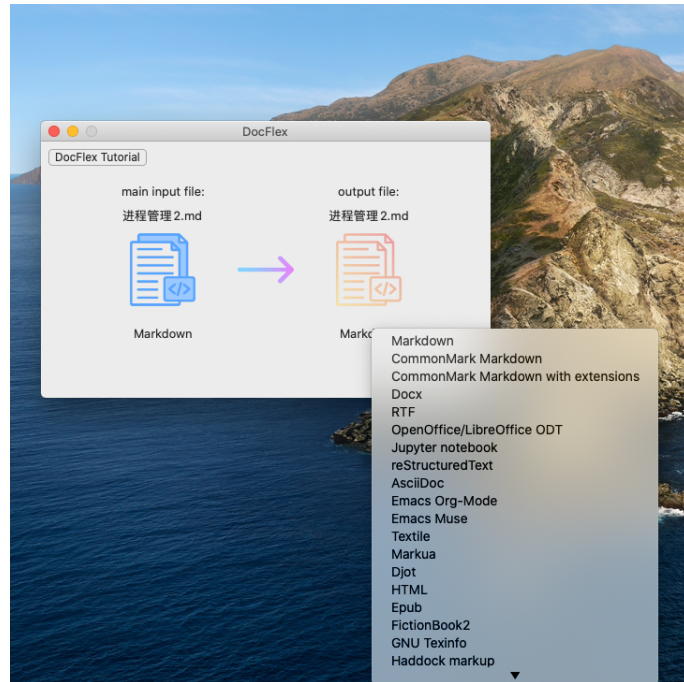 DocFlex
DocFlex Tutorial
main input file:
output file:
进程管理2.md
进程管理2.md
</>
</>
Markdown
Markdown
CommonMark Markdown
CommonMark Markdown with extensions
Docx
RTF
OpenOffice/LibreOffice ODT
Jupyter notebook
reStructuredText
AsciiDoc
Emacs Org-Mode
Emacs Muse
Textile
Markua
Djot
HTML
Epub
FictionBook2
GNU Texinfo
Haddock markup